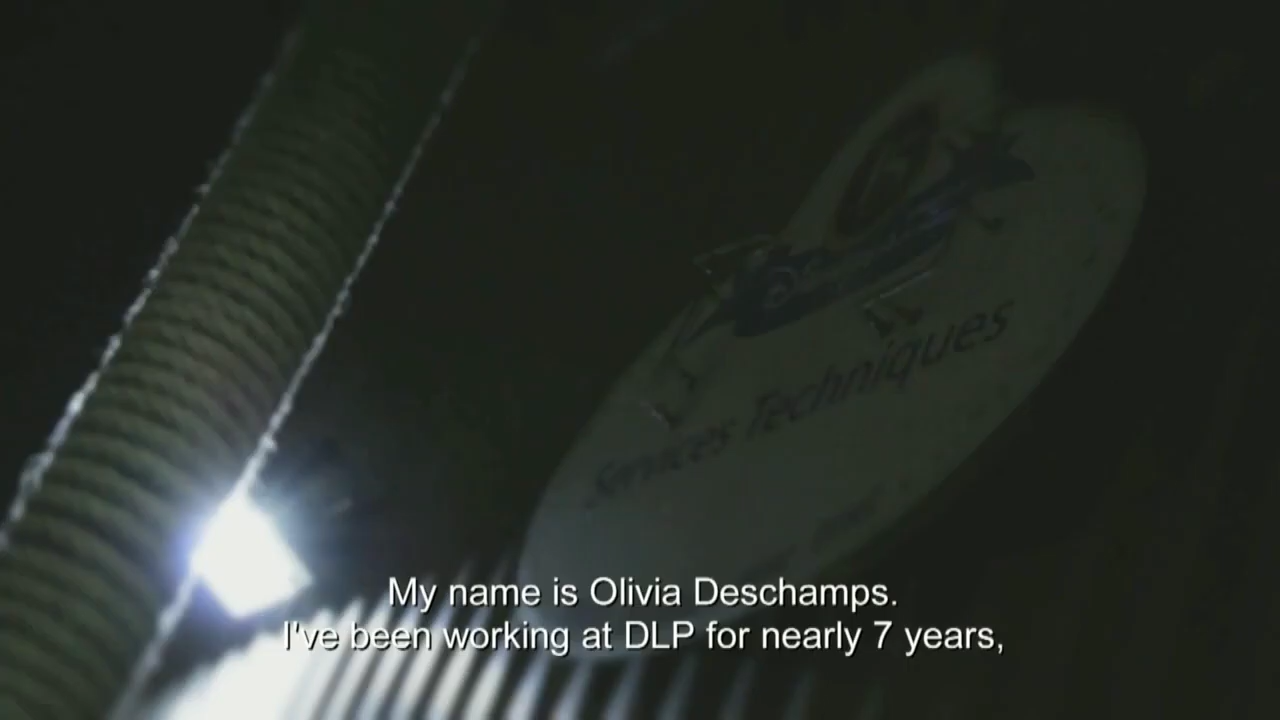 Services Techniques
My name is Olivia Deschamps.
I've been working at DLP for nearly 7 years,